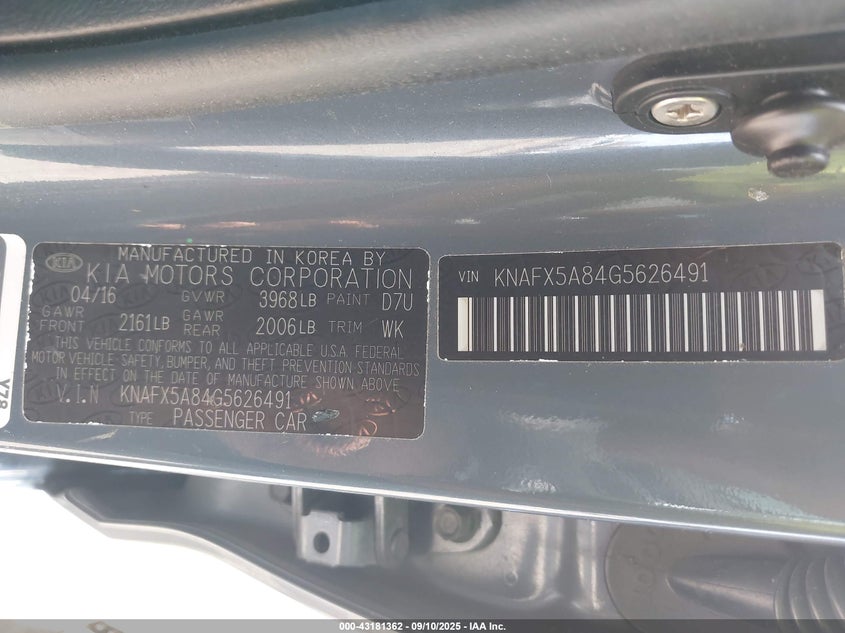 MANUFACTURED IN KOREA BY
KIA KIA MOTORS CORPORATION
04/16 GVWR 3968LB PAINT D7U
GAWR FRONT 2161LB GAWR REAR 2006LB TRIM WK
THIS VEHICLE CONFORMS TO ALL APPLICABLE U.S.A. FEDERAL
MOTOR VEHICLE SAFETY, BUMPER, AND THEFT PREVENTION STANDARDS
IN EFFECT ON THE DATE OF MANUFACTURE SHOWN ABOVE
V.I.N KNAFX5A84G5626491
TYPE PASSENGER CAR
VIN KNAFX5A84G5626491
Y78
000-43181362 - 09/10/2025 - IAA Inc.